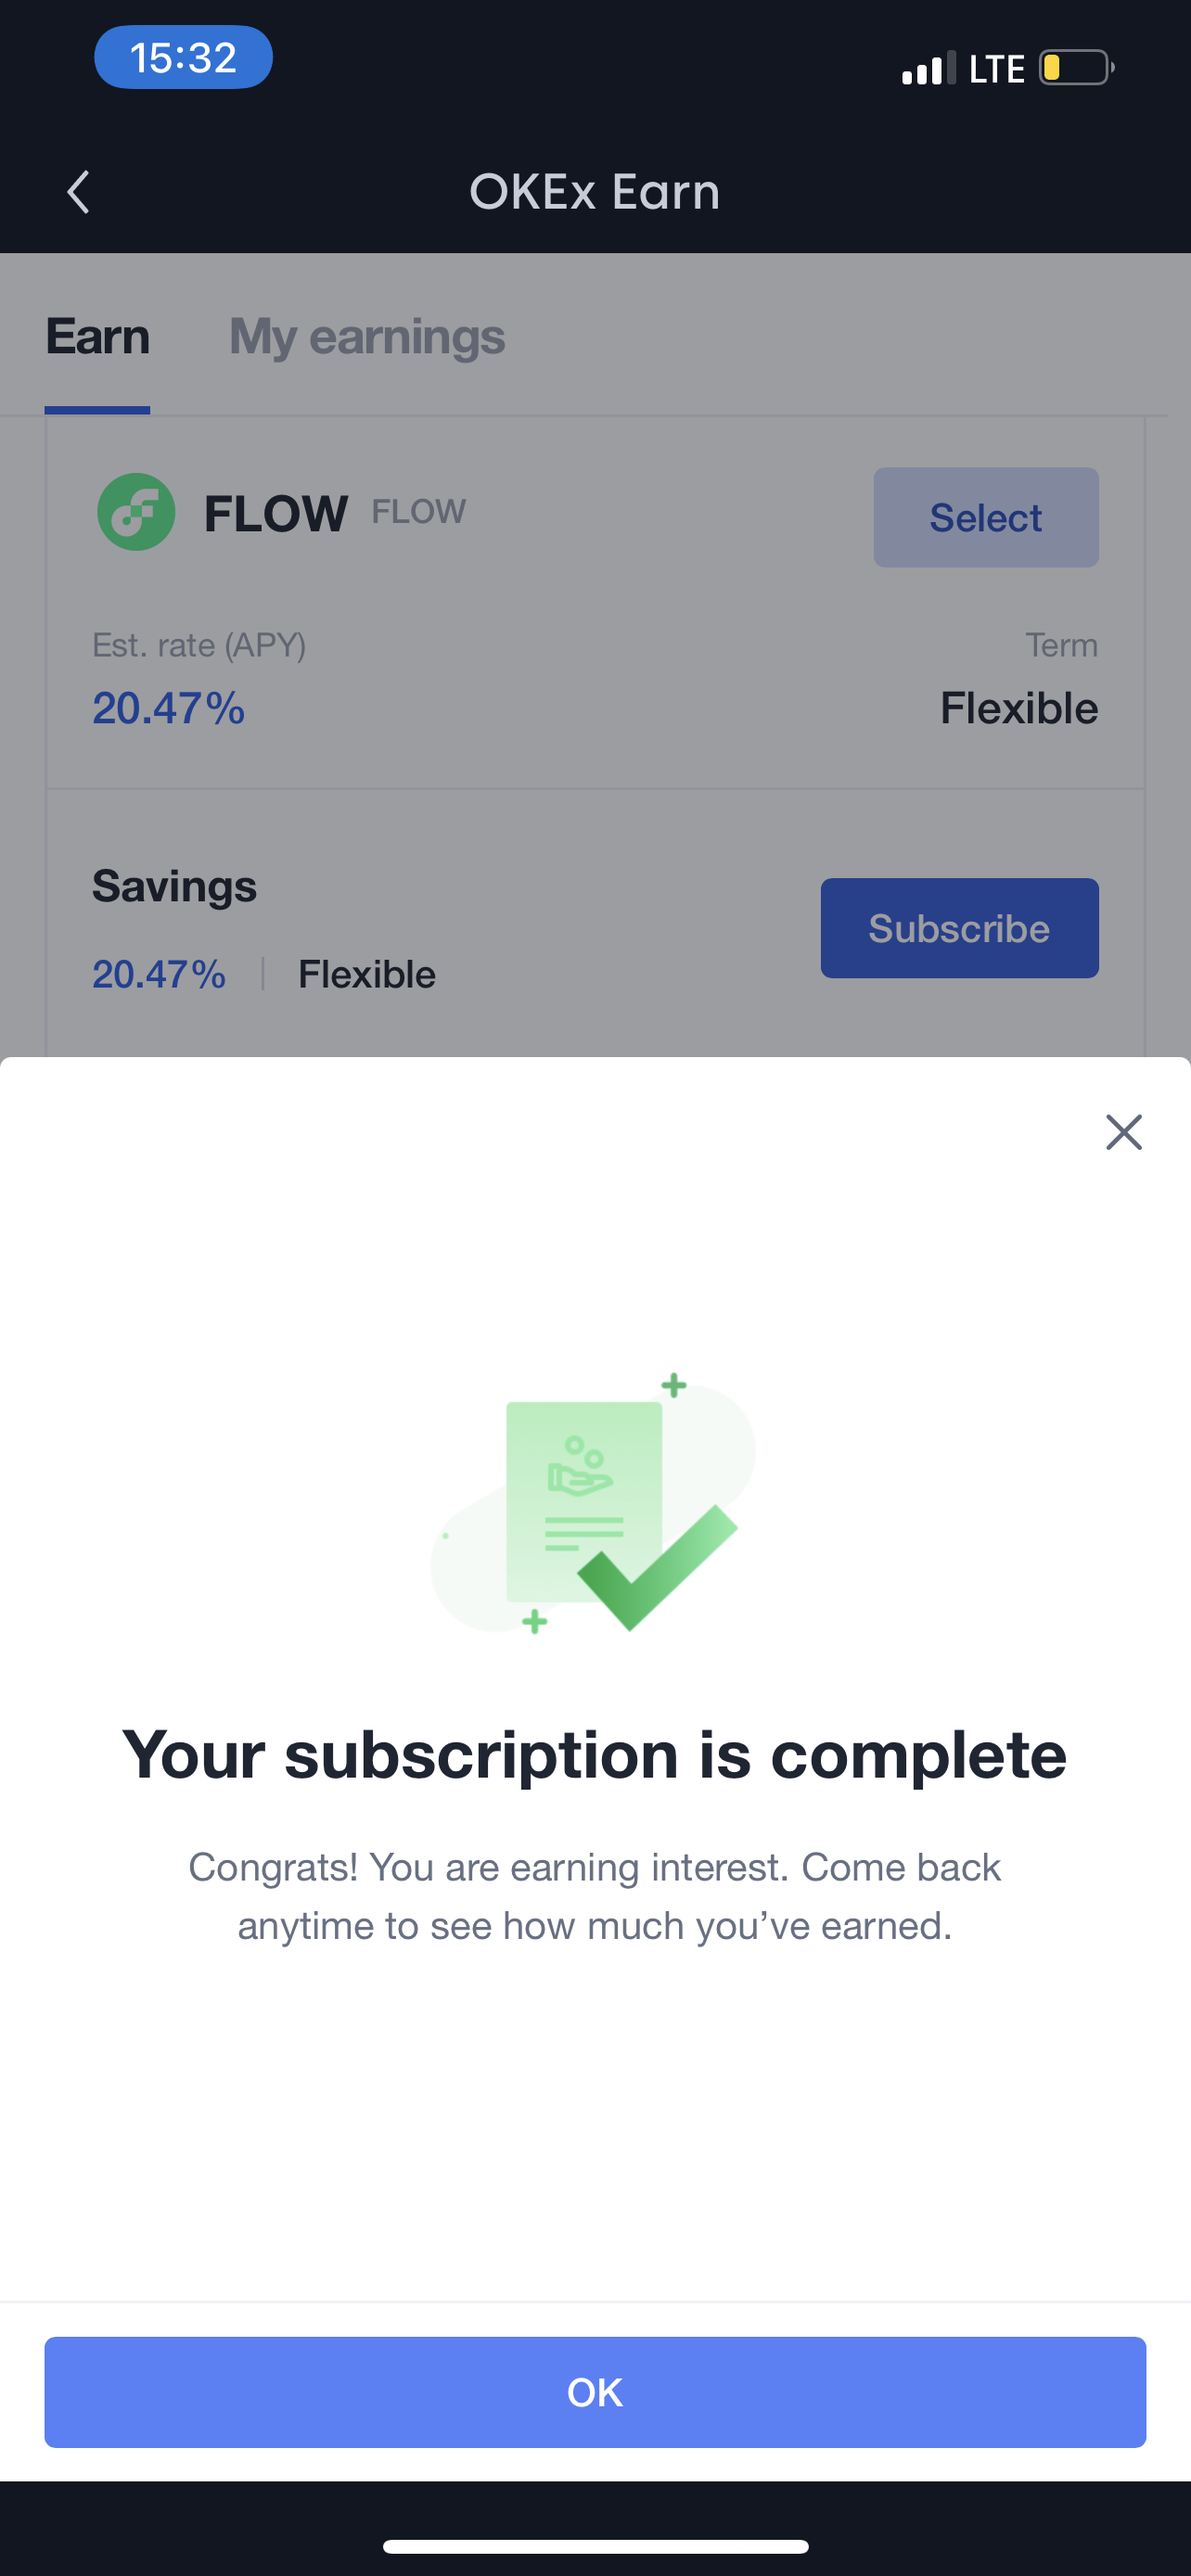 15:32
LTE
OKEx Earn
Earn My earnings
FLOW FLOW Select
Est. rate (APY) Term
20.47% Flexible
Savings
Subscribe
20.47% Flexible
Your subscription is complete
Congrats! You are earning interest. Come back
anytime to see how much you’ve earned.
OK